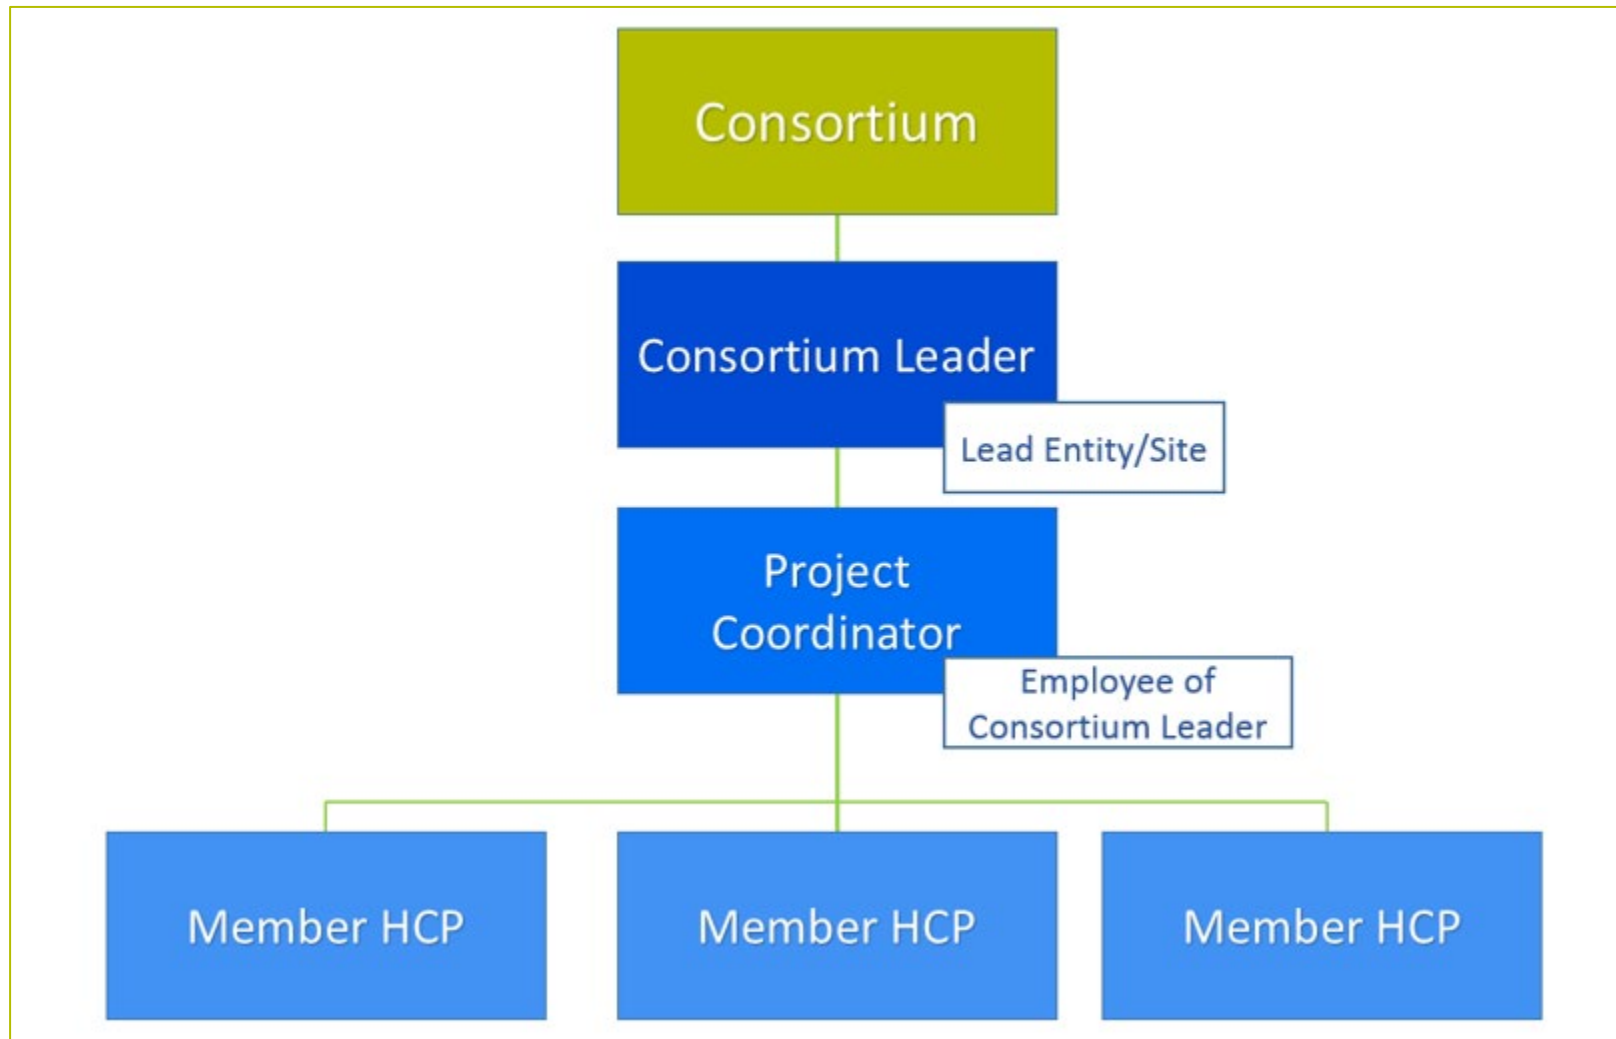 Consortium
Consortium Leader
Lead Entity/Site
Project
Coordinator
Employee of
Consortium Leader
Member HCP
Member HCP
Member HCP